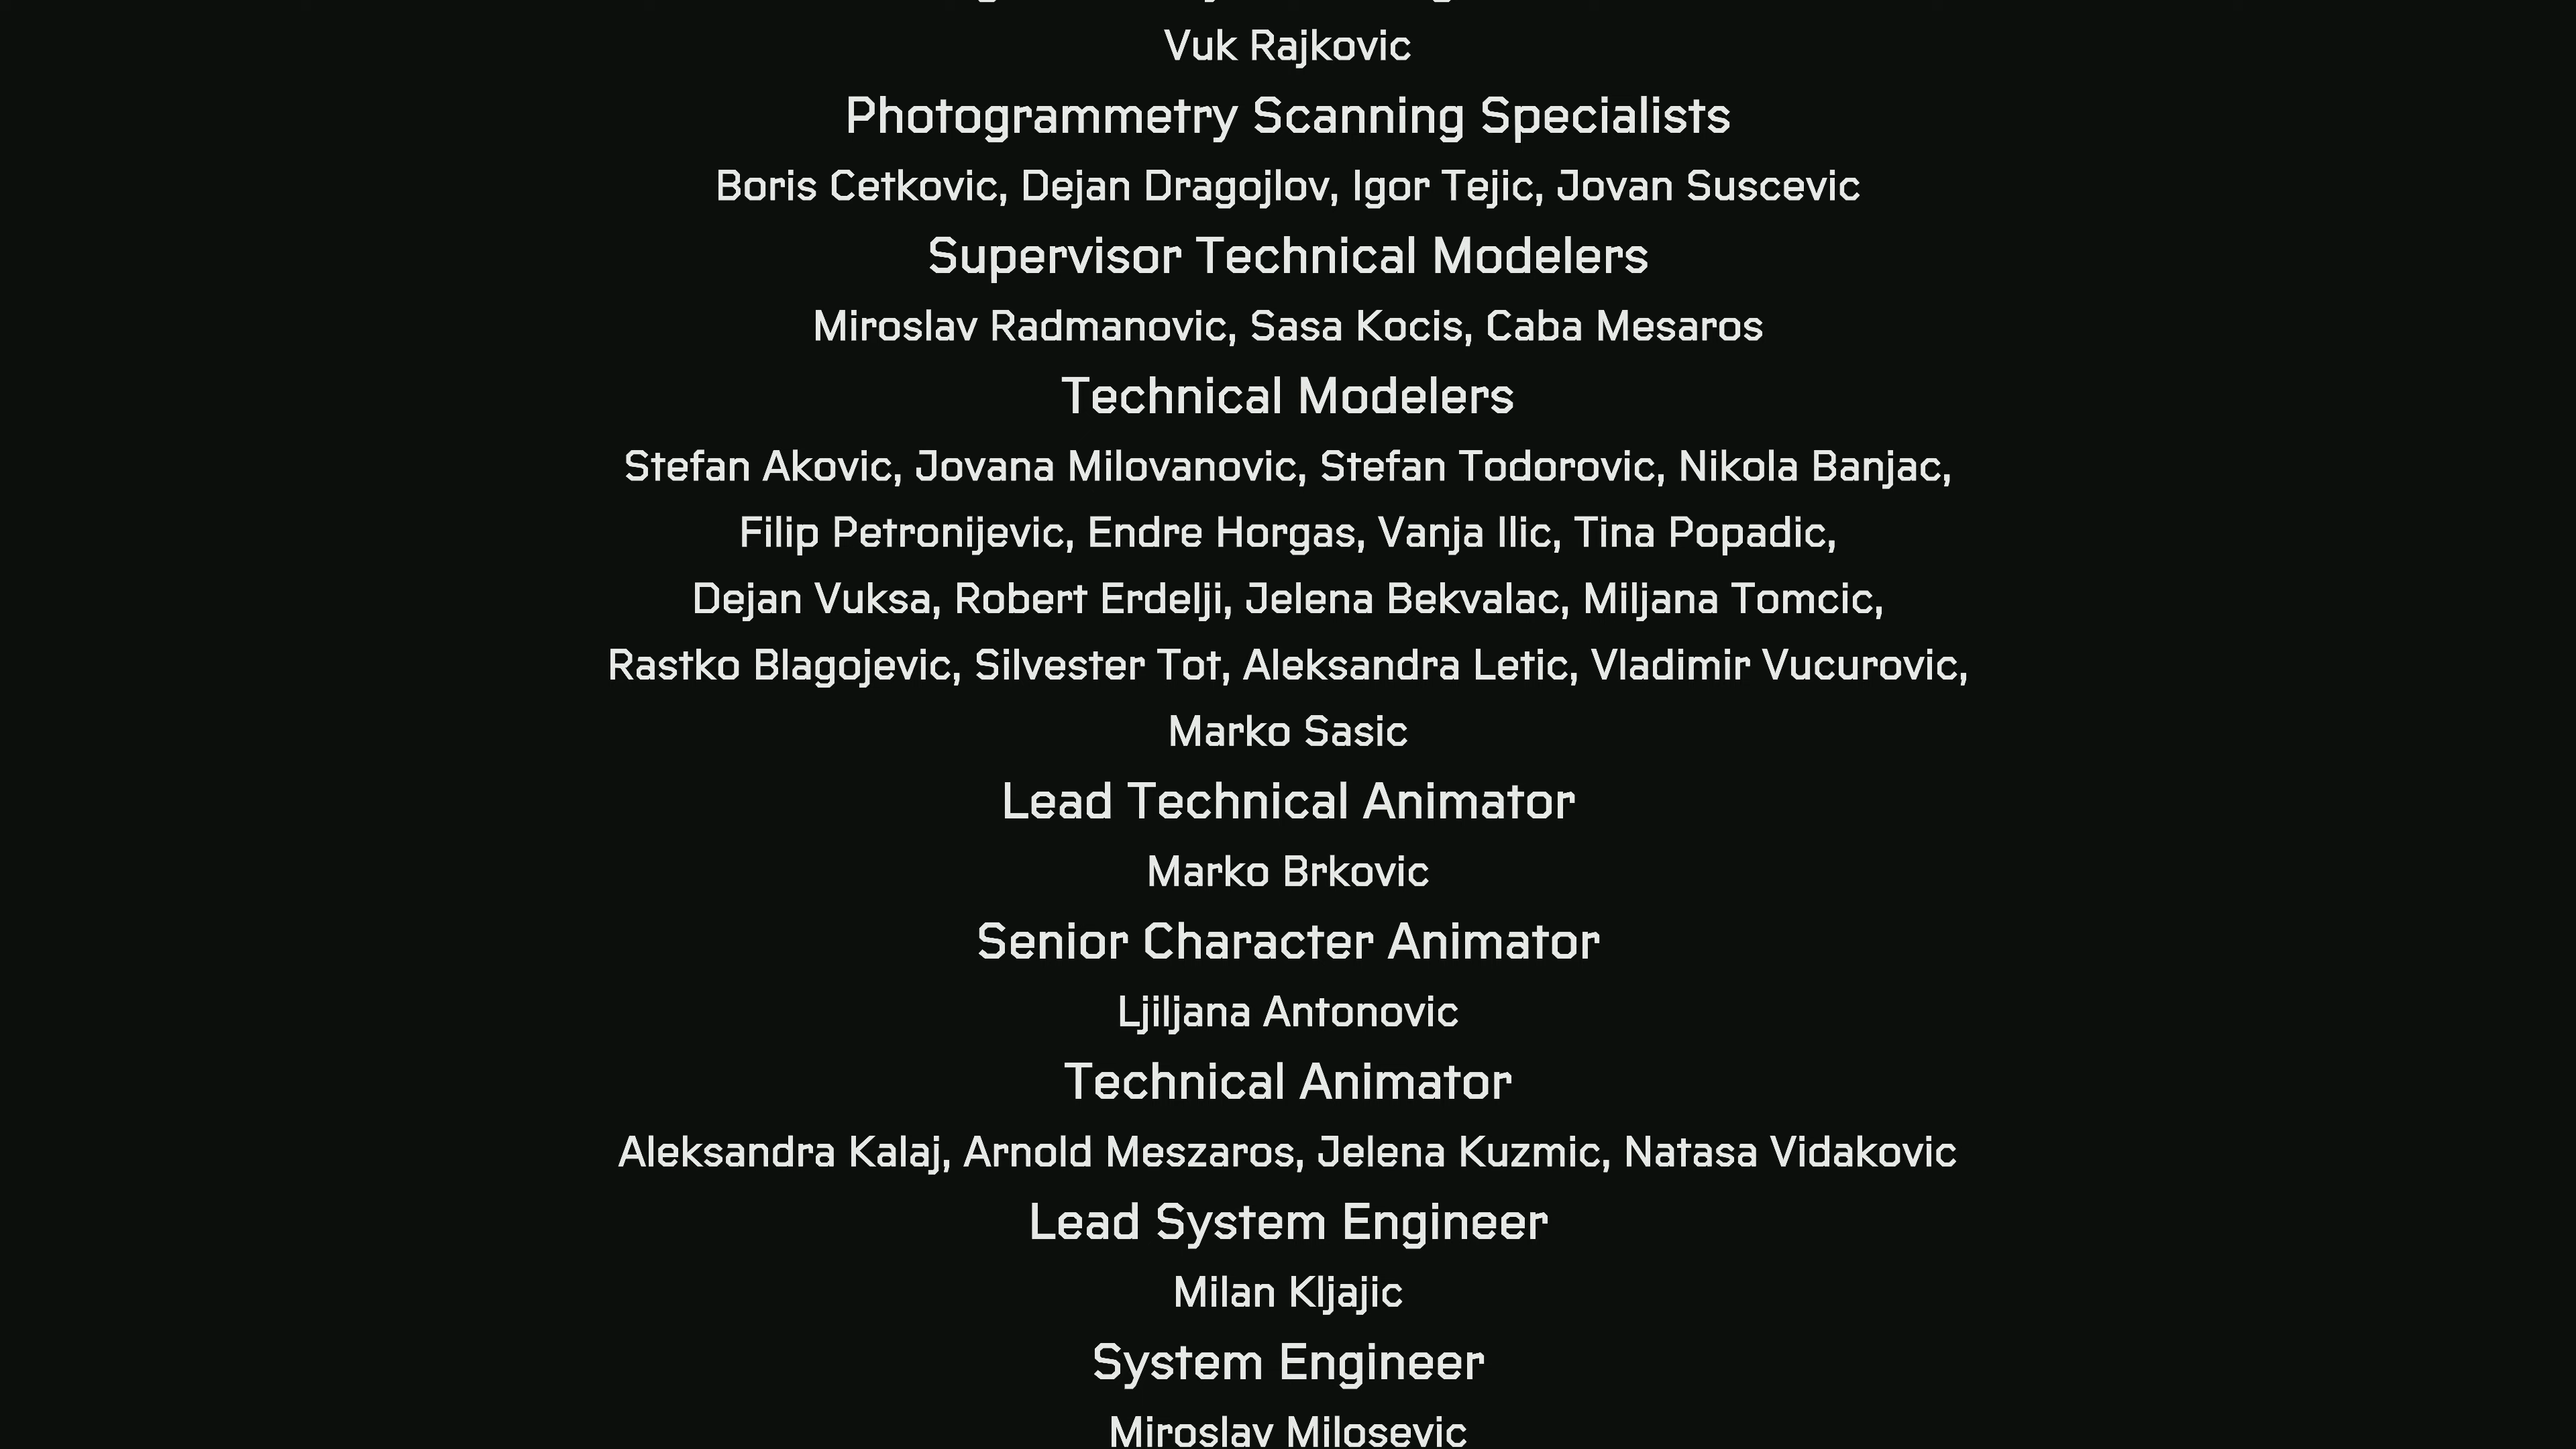 Vuk Rajkovic
Photogrammetry Scanning Specialists
Boris Cetkovic, Dejan Dragojlov, Igor Tejic, Jovan Suscevic
Supervisor Technical Modelers
Miroslav Radmanovic, Sasa Kocis, Caba Mesaros
Technical Modelers
Stefan Akovic, Jovana Milovanovic, Stefan Todorovic, Nikola Banjac,
Filip Petronijevic, Endre Horgas, Vanja Ilic, Tina Popadic,
Dejan Vuksa, Robert Erdelji, Jelena Bekvalac, Miljana Tomcic,
Rastko Blagojevic, Silvester Tot, Aleksandra Letic, Vladimir Vucurovic,
Marko Sasic
Lead Technical Animator
Marko Brkovic
Senior Character Animator
Ljiljana Antonovic
Technical Animator
Aleksandra Kalaj, Arnold Meszaros, Jelena Kuzmic, Natasa Vidakovic
Lead System Engineer
Milan Kljajic
System Engineer
Miroslav Milosevic